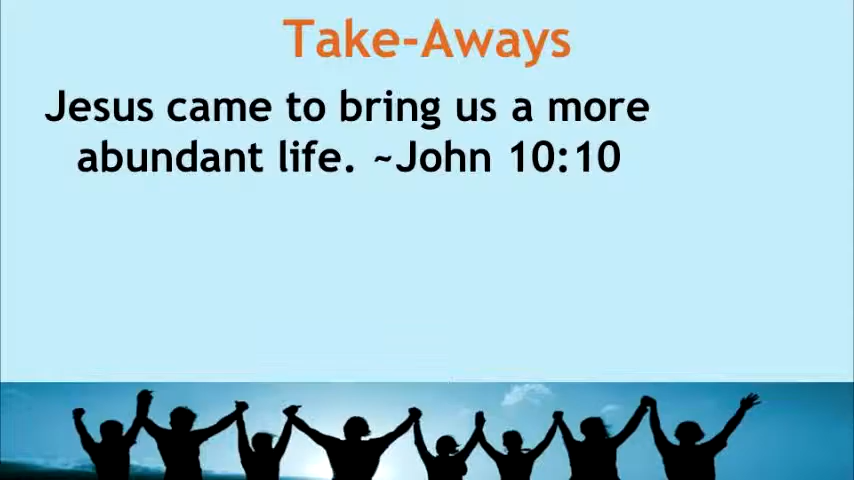 Take-Aways
Jesus came to bring us a more
abundant life. ~John 10:10